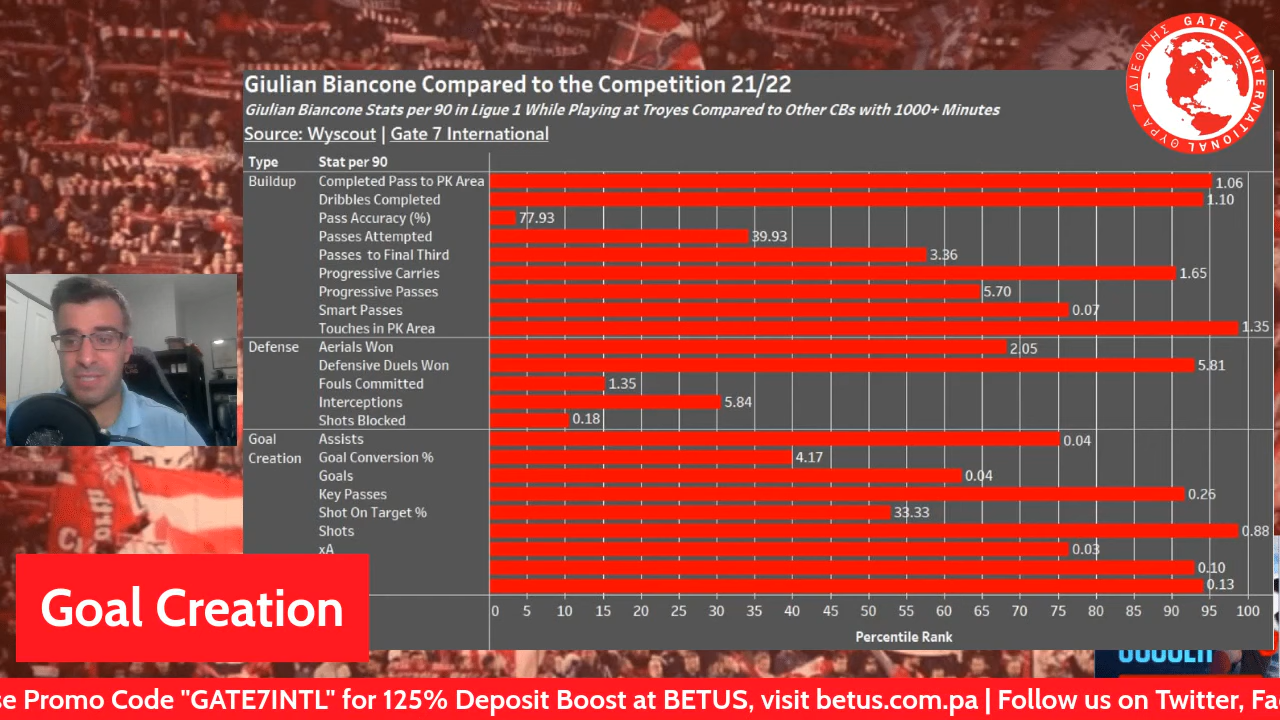 Giulian Biancone Compared to the Competition 21/22
Giulian Biancone Stats per 90 in Ligue 1 While Playing at Troyes Compared to Other CBs with 1000+ Minutes
Source: Wyscout | Gate 7 International
GATE 7 INTERNATIONAL ΘΥΡΑ 7 ΔΙΕΘΝΗΣ
Type Stat per 90
Buildup Completed Pass to PK Area 1.06
Dribbles Completed 1.10
Pass Accuracy (%) 77.93
Passes Attempted 39.93
Passes to Final Third 3.36
Progressive Carries 1.65
Progressive Passes 5.70
Smart Passes 0.07
Touches in PK Area 1.35
Defense Aerials Won 2.05
Defensive Duels Won 5.81
Fouls Committed 1.35
Interceptions 5.84
Shots Blocked 0.18
Goal Assists 0.04
Creation Goal Conversion % 4.17
Goals 0.04
Key Passes 0.26
Shot On Target % 33.33
Shots 0.88
xA 0.03
0.10
0.13
0 5 10 15 20 25 30 35 40 45 50 55 60 65 70 75 80 85 90 95 100
Percentile Rank
Goal Creation
se Promo Code "GATE7INTL" for 125% Deposit Boost at BETUS, visit betus.com.pa | Follow us on Twitter, Fa